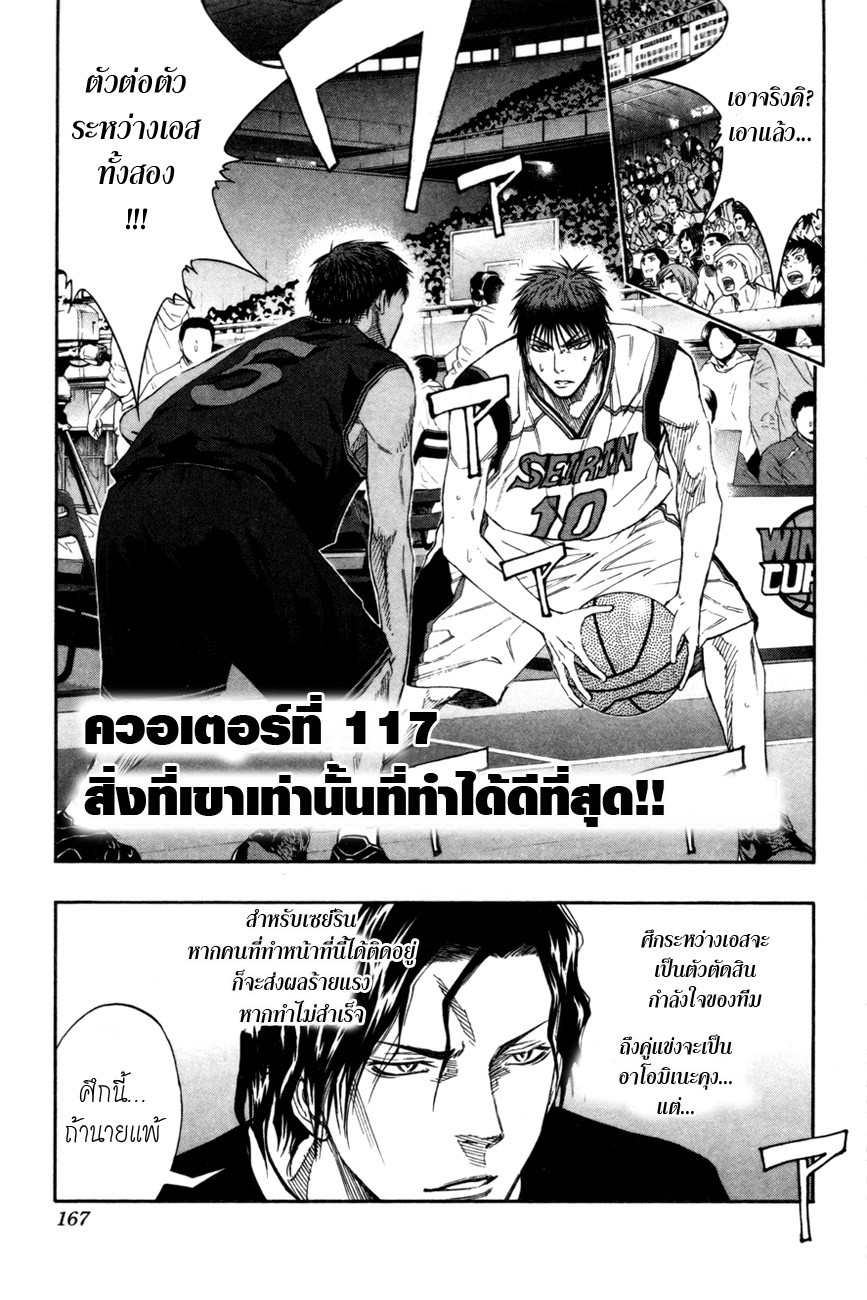 เอาจริงดิ?
เอาแล้ว...
ตัวต่อตัว
ระหว่างเอส
ทั้งสอง
!!!
5
SEIRIN
10
WIN
CUP
ควอเตอร์ที่ 117
สิ่งที่เขาเท่านั้นที่ทำได้ดีที่สุด!!
ศึกระหว่างเอสจะ
เป็นตัวตัดสิน
กำลังใจของทีม
ถึงคู่แข่งจะเป็น
อาโอมิเนะคุง...
แต่...
สำหรับเซย์ริน
หากคนที่ทำหน้าที่นี้ได้ติดอยู่
ก็จะส่งผลร้ายแรง
หากทำไม่สำเร็จ
ศึกนี้...
ถ้านายแพ้
167